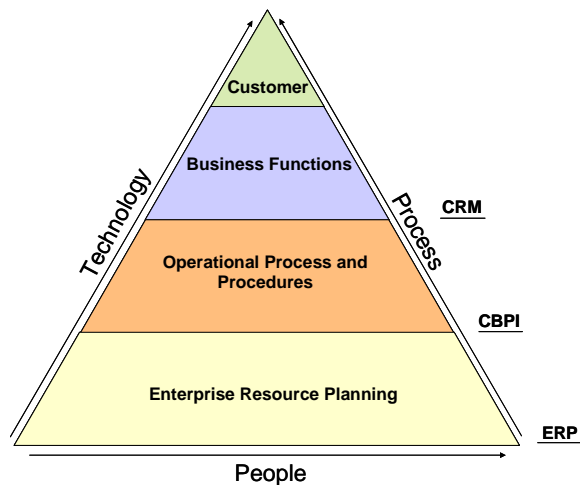 Customer
Business Functions
Technology
Process
CRM
Operational Process and
Procedures
CBPI
Enterprise Resource Planning
ERP
People